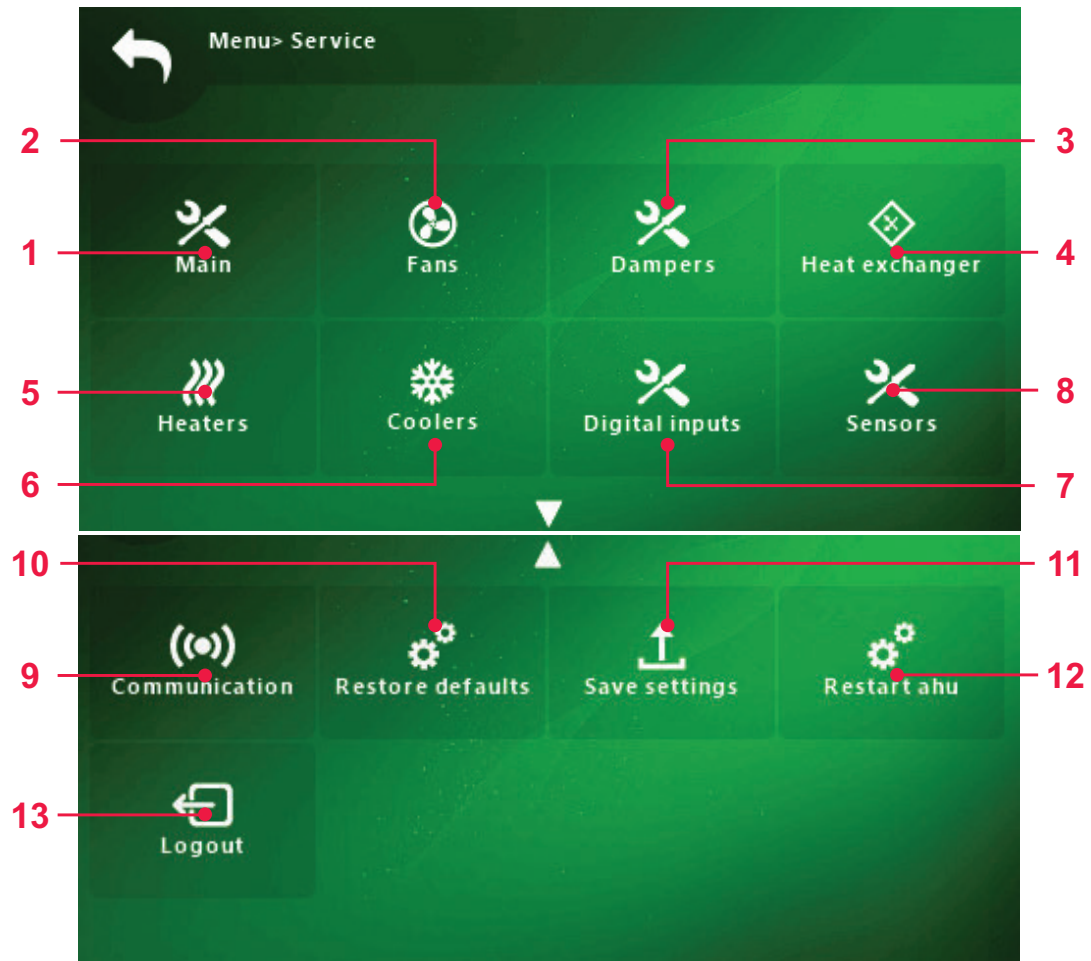 Menu> Service
2
3
1
Main
Fans
Dampers
Heat exchanger
4
5
Heaters
Coolers
Digital inputs
Sensors
8
6
7
10
11
9
Communication
Restore defaults
Save settings
Restart ahu
12
13
Logout